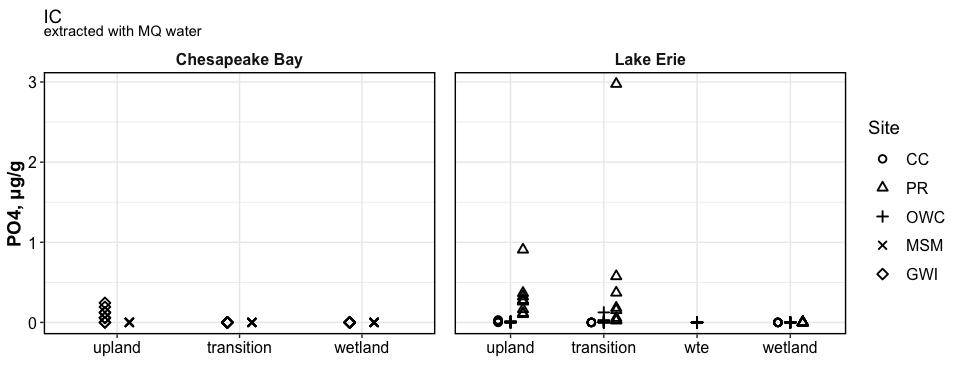 IC
extracted with MQ water
Chesapeake Bay
Lake Erie
PO4, µg/g
3
2
1
0
upland
transition
wetland
upland
transition
wte
wetland
Site
CC
PR
OWC
MSM
GWI